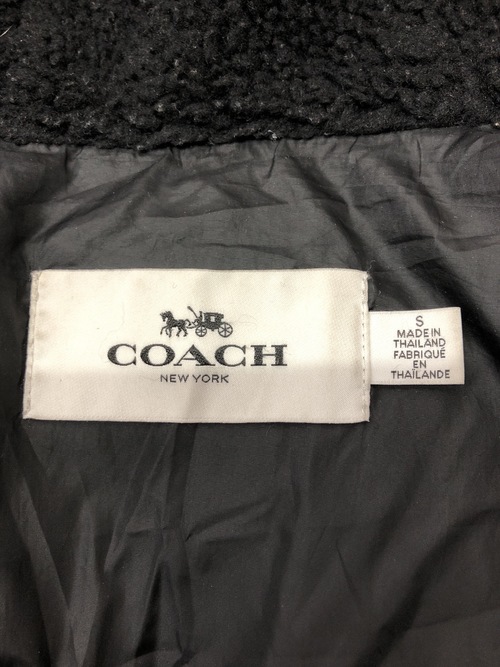 COACH
NEW YORK
S
MADE IN
THAILAND
FABRIQUÉ
EN
THAÏLANDE